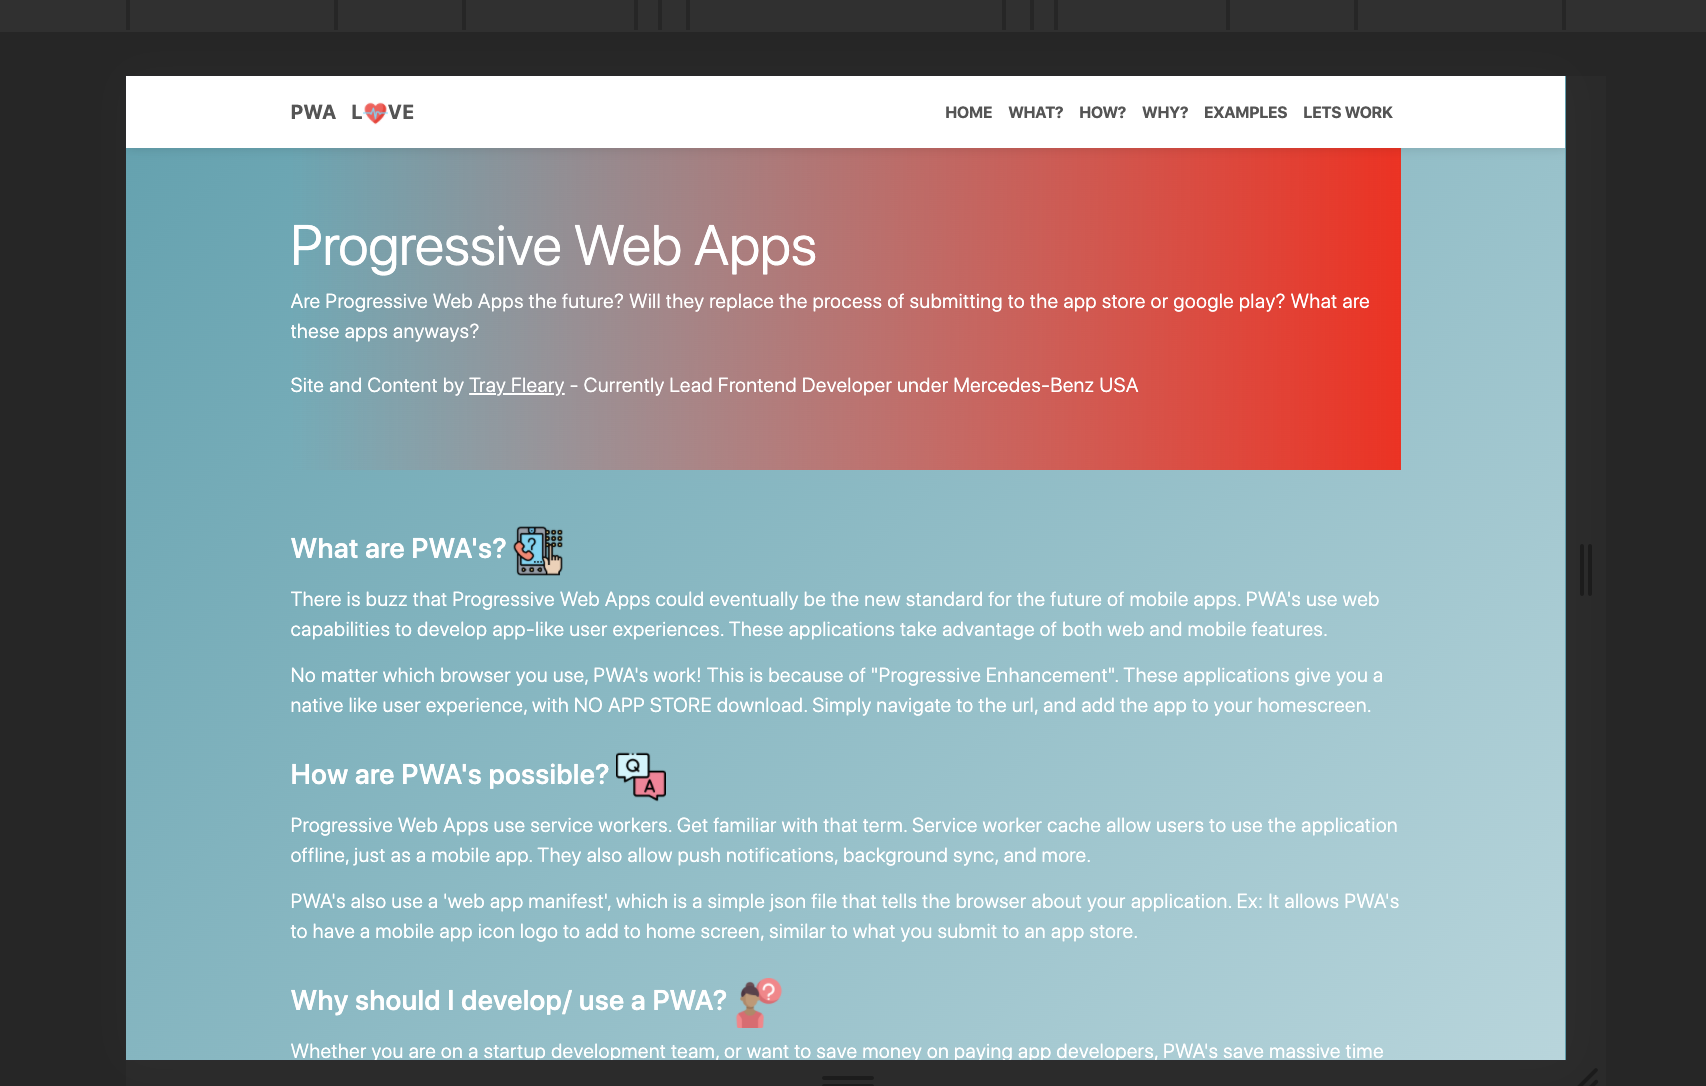 PWA L❤VE
HOME WHAT? HOW? WHY? EXAMPLES LETS WORK
Progressive Web Apps
Are Progressive Web Apps the future? Will they replace the process of submitting to the app store or google play? What are
these apps anyways?
Site and Content by Tray Fleary - Currently Lead Frontend Developer under Mercedes-Benz USA
What are PWA's?
?
There is buzz that Progressive Web Apps could eventually be the new standard for the future of mobile apps. PWA's use web
capabilities to develop app-like user experiences. These applications take advantage of both web and mobile features.
No matter which browser you use, PWA's work! This is because of "Progressive Enhancement". These applications give you a
native like user experience, with NO APP STORE download. Simply navigate to the url, and add the app to your homescreen.
How are PWA's possible?
Q
A
Progressive Web Apps use service workers. Get familiar with that term. Service worker cache allow users to use the application
offline, just as a mobile app. They also allow push notifications, background sync, and more.
PWA's also use a 'web app manifest', which is a simple json file that tells the browser about your application. Ex: It allows PWA's
to have a mobile app icon logo to add to home screen, similar to what you submit to an app store.
Why should I develop/ use a PWA?
?
Whether you are on a startup development team, or want to save money on paying app developers, PWA's save massive time